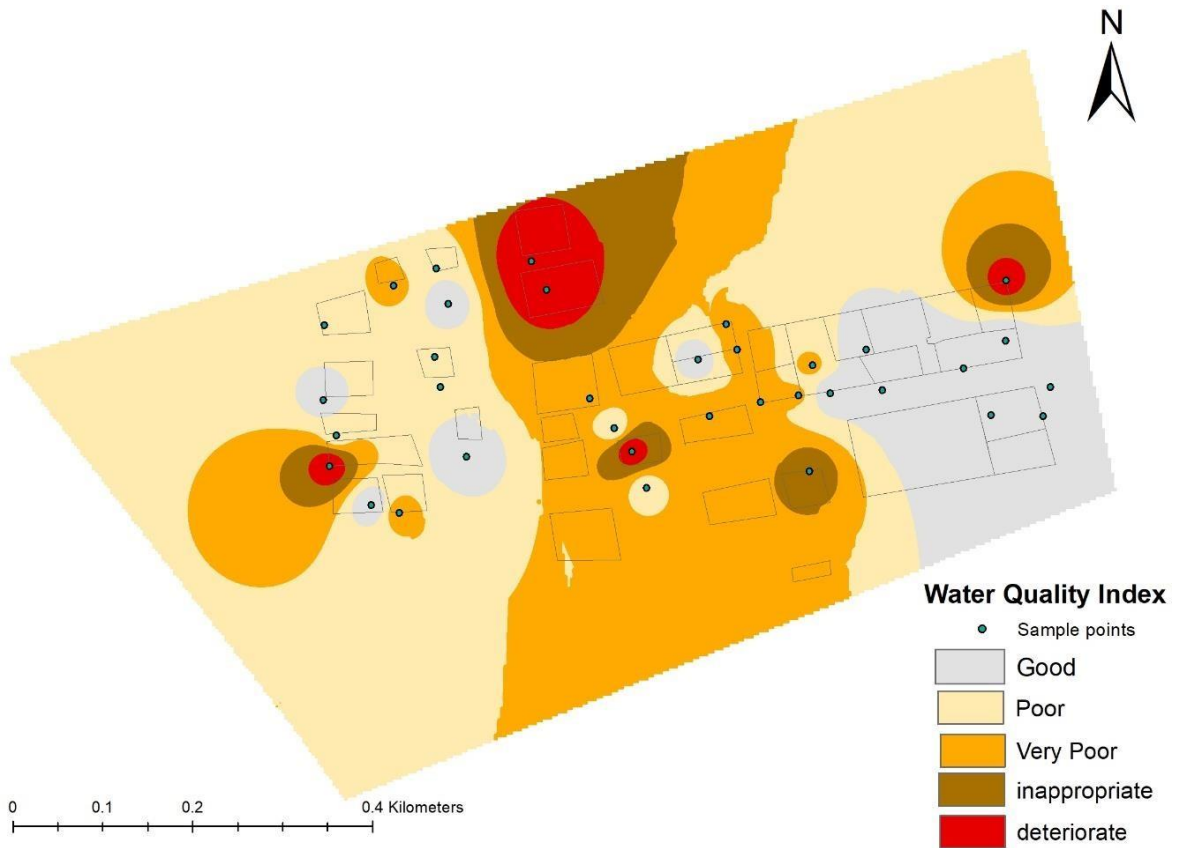 N
Water Quality Index
Sample points
Good
Poor
Very Poor
inappropriate
deteriorate
0 0.1 0.2 0.4 Kilometers